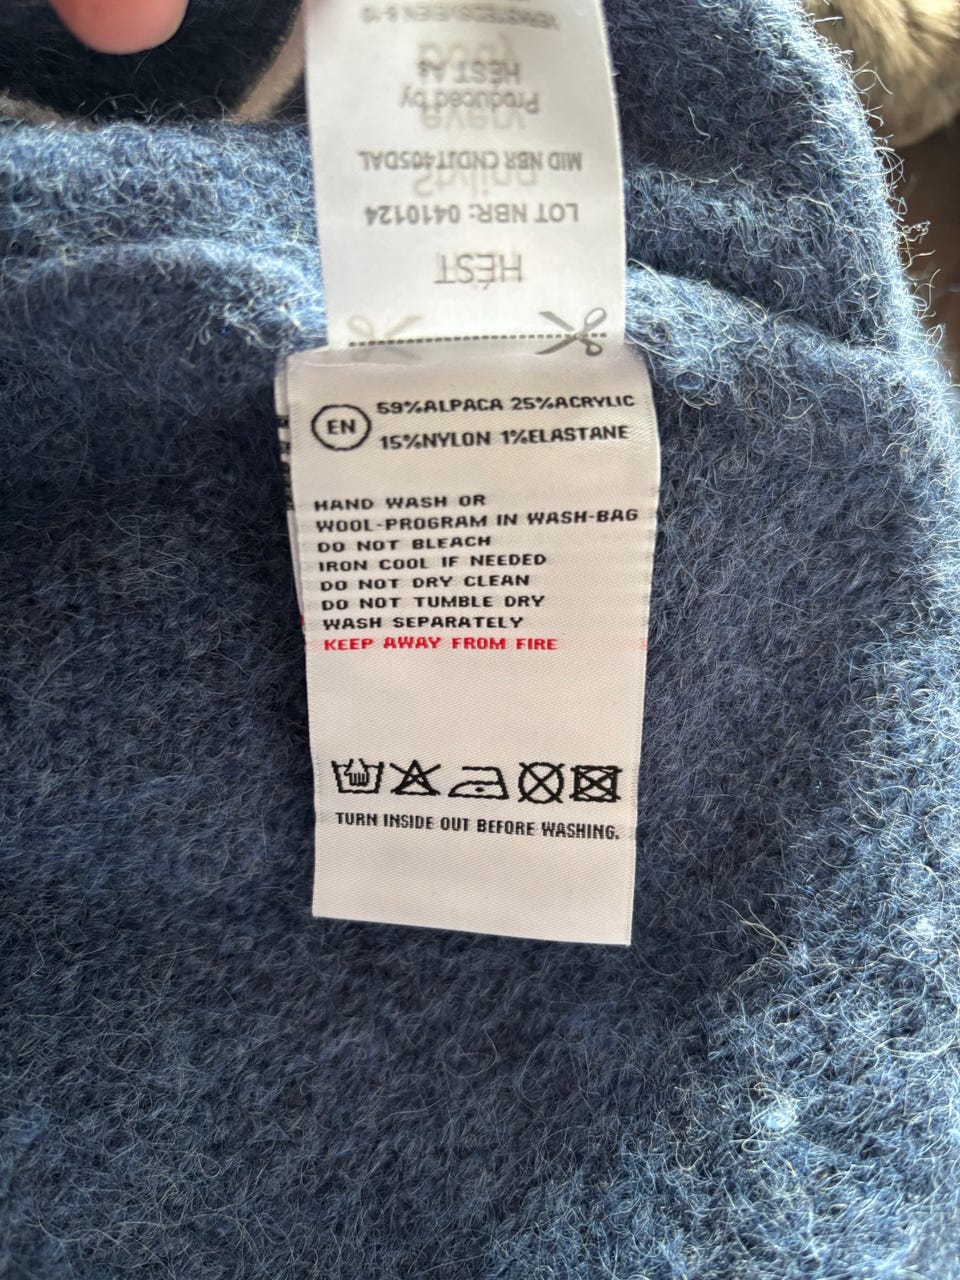 HÉST
LOT NBR: 0410124
MID NBR CNDJT40SDAL
Produced by
HÉST AS
EN
59%ALPACA 25%ACRYLIC
15%NYLON 1%ELASTANE
HAND WASH OR
WOOL-PROGRAM IN WASH-BAG
DO NOT BLEACH
IRON COOL IF NEEDED
DO NOT DRY CLEAN
DO NOT TUMBLE DRY
WASH SEPARATELY
KEEP AWAY FROM FIRE
TURN INSIDE OUT BEFORE WASHING.